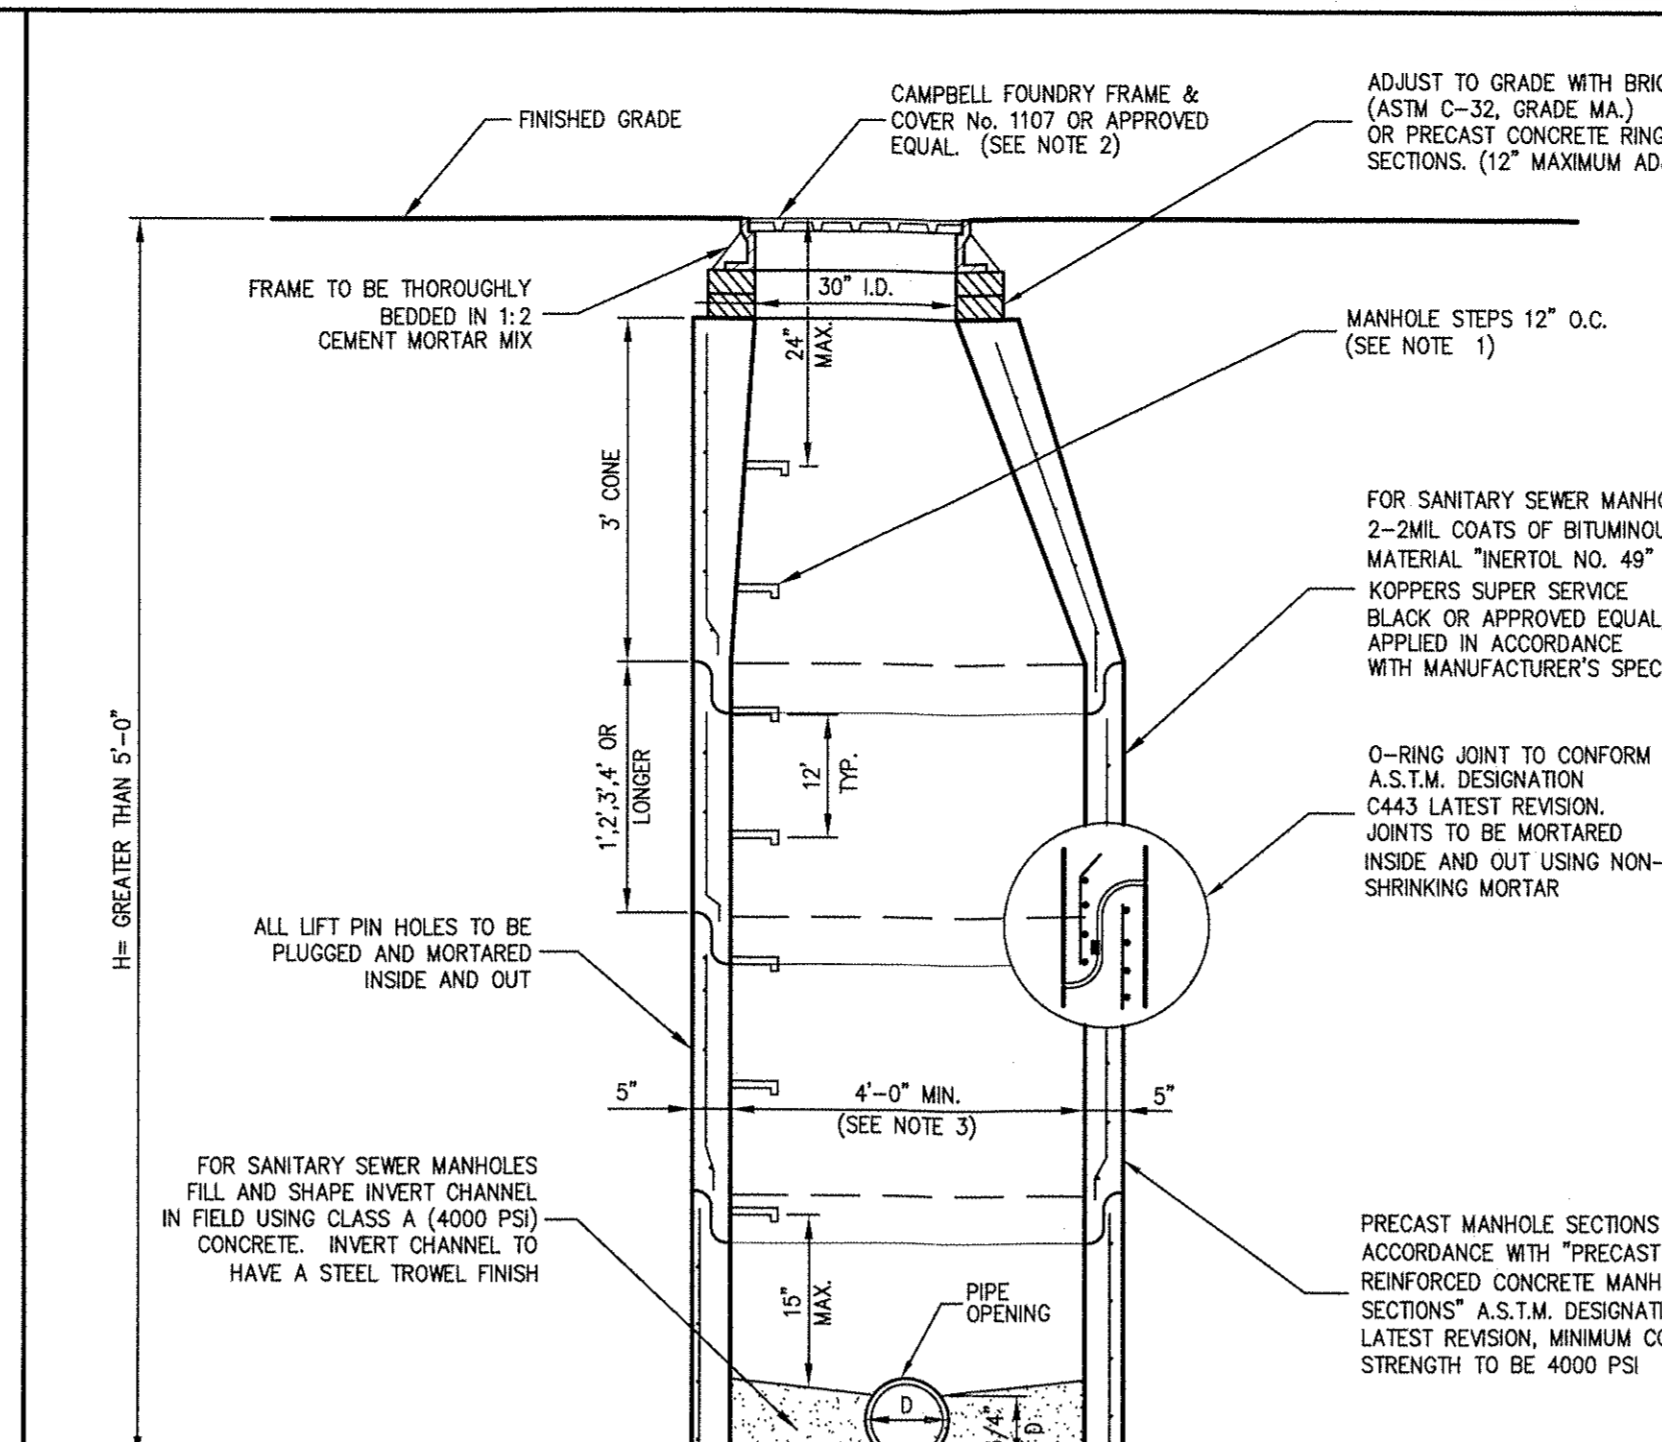 FINISHED GRADE
CAMPBELL FOUNDRY FRAME &
COVER No. 1107 OR APPROVED
EQUAL. (SEE NOTE 2)
ADJUST TO GRADE WITH
(ASTM C-32, GRADE MA.)
OR PRECAST CONCRETE RING
SECTIONS. (12" MAXIMUM
FRAME TO BE THOROUGHLY
BEDDED IN 1:2
CEMENT MORTAR MIX
30" I.D.
24"
MAX.
MANHOLE STEPS 12" O.C.
(SEE NOTE 1)
3' CONE
FOR SANITARY SEWER
2-2MIL COATS OF
MATERIAL "INERTOL NO. 49"
KOPPERS SUPER SERVICE
BLACK OR APPROVED EQUAL,
APPLIED IN ACCORDANCE
WITH MANUFACTURER'S
H= GREATER THAN 5'-0"
1',2',3',4' OR
LONGER
12'
TYP.
O-RING JOINT TO CONFORM
A.S.T.M. DESIGNATION
C443 LATEST REVISION.
JOINTS TO BE MORTARED
INSIDE AND OUT USING NON-
SHRINKING MORTAR
ALL LIFT PIN HOLES TO BE
PLUGGED AND MORTARED
INSIDE AND OUT
5"
4'-0" MIN.
(SEE NOTE 3)
5"
FOR SANITARY SEWER MANHOLES
FILL AND SHAPE INVERT CHANNEL
IN FIELD USING CLASS A (4000 PSI)
CONCRETE. INVERT CHANNEL TO
HAVE A STEEL TROWEL FINISH
15"
MAX.
PIPE
OPENING
PRECAST MANHOLE SECTIONS
ACCORDANCE WITH "PRECAST
REINFORCED CONCRETE
SECTIONS" A.S.T.M.
LATEST REVISION, MINIMUM
STRENGTH TO BE 4000 PSI
D
D